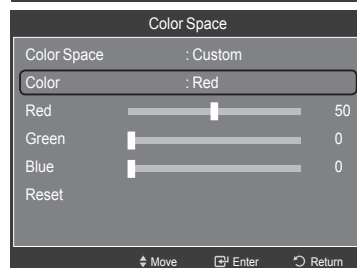 Color Space
Color Space : Custom
Color : Red
Red 50
Green 0
Blue 0
Reset
Move Enter Return